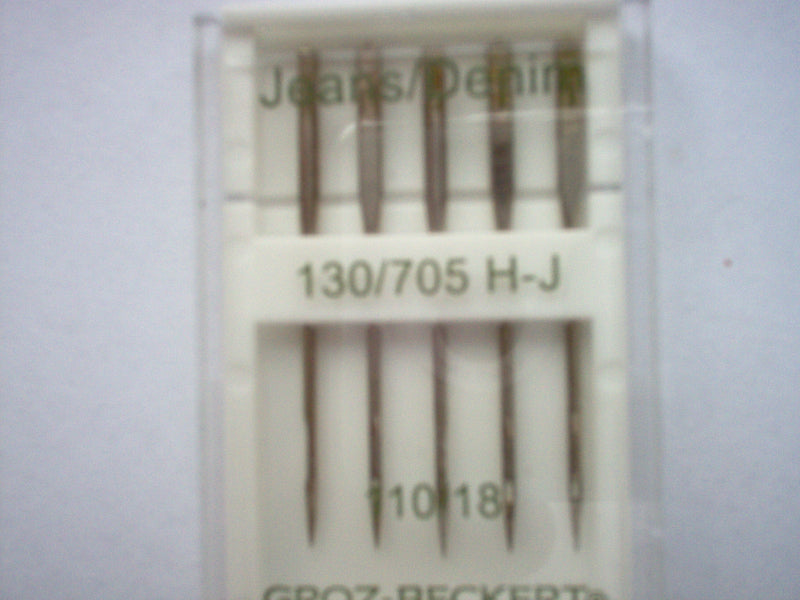 Jeans/Denim
130/705 H-J
110/18
GROZ-BECKERT®